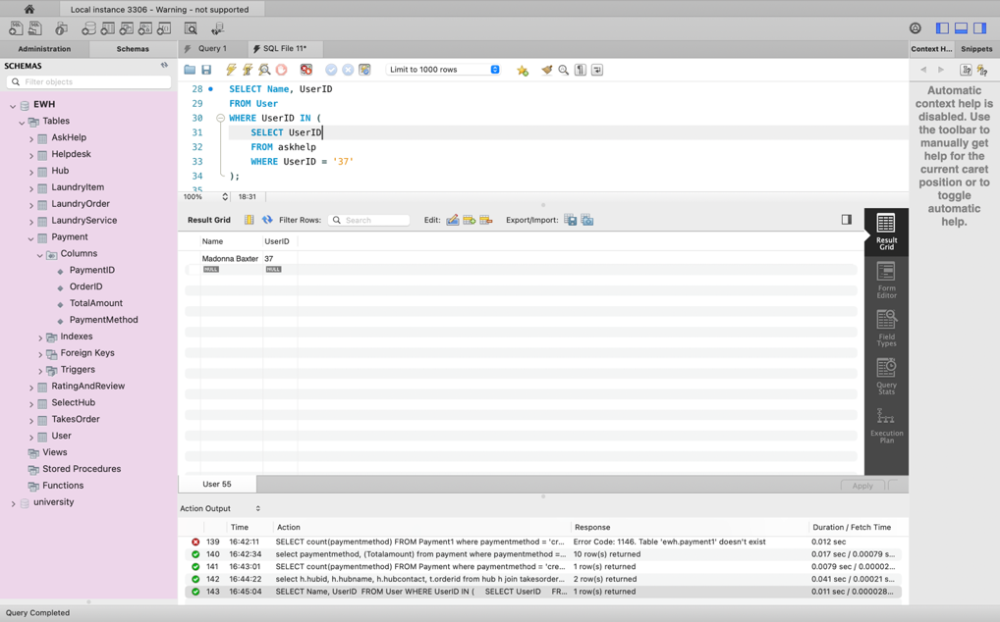 Local instance 3306 - Warning - not supported
Administration
Schemas
Query 1
SQL File 11*
Context H...
Snippets
SCHEMAS
Filter objects
EWH
Tables
AskHelp
Helpdesk
Hub
LaundryItem
LaundryOrder
LaundryService
Payment
Columns
PaymentID
OrderID
TotalAmount
PaymentMethod
Indexes
Foreign Keys
Triggers
RatingAndReview
SelectHub
TakesOrder
User
Views
Stored Procedures
Functions
university
Limit to 1000 rows
28 SELECT Name, UserID
29 FROM User
30 WHERE UserID IN (
31 SELECT UserID
32 FROM askhelp
33 WHERE UserID = '37'
34 );
35
100%
18:31
Result Grid
Filter Rows:
Search
Edit:
Export/Import:
Name UserID
Madonna Baxter 37
NULL NULL
Result
Grid
Form
Editor
Field
Types
Query
Stats
Execution
Plan
User 55
Apply
Action Output
Time Action Response Duration / Fetch Time
139 16:42:11 SELECT count(paymentmethod) FROM Payment1 where paymentmethod = 'cr... Error Code: 1146. Table 'ewh.payment1' doesn't exist 0.012 sec
140 16:42:34 select paymentmethod, (Totalamount) from payment where paymentmethod =... 10 row(s) returned 0.017 sec / 0.00079 s...
141 16:43:01 SELECT count(paymentmethod) FROM Payment where paymentmethod = 'cre... 1 row(s) returned 0.0079 sec / 0.00002...
142 16:44:22 select h.hubid, h.hubname, h.hubcontact, t.orderid from hub h join takesorder... 2 row(s) returned 0.041 sec / 0.00021 s...
143 16:45:04 SELECT Name, UserID FROM User WHERE UserID IN ( SELECT UserID FR... 1 row(s) returned 0.011 sec / 0.000028...
Automatic
context help is
disabled. Use
the toolbar to
manually get
help for the
current caret
position or to
toggle
automatic
help.
Query Completed